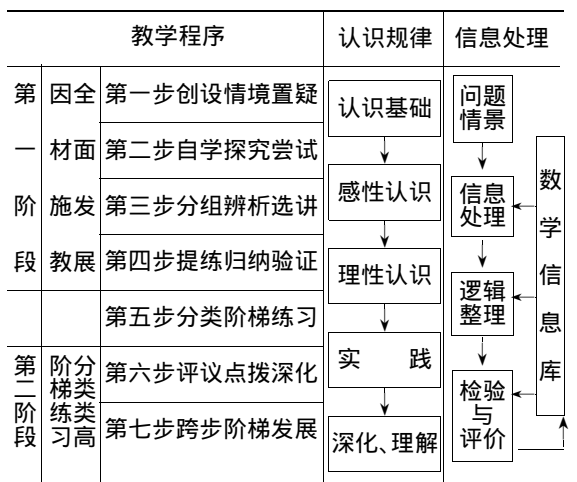 教学程序 认识规律 信息处理
第一阶段
因材施教
全面发展
第一步创设情境置疑
第二步自学探究尝试
第三步分组辨析选讲
第四步提练归纳验证
第五步分类阶梯练习
第二阶段
阶梯练习
分类类高
第六步评议点拨深化
第七步跨步阶梯发展
认识基础
感性认识
理性认识
实践
深化、理解
问题
情景
信息
处理
逻辑
整理
检验
与
评价
数学信息库